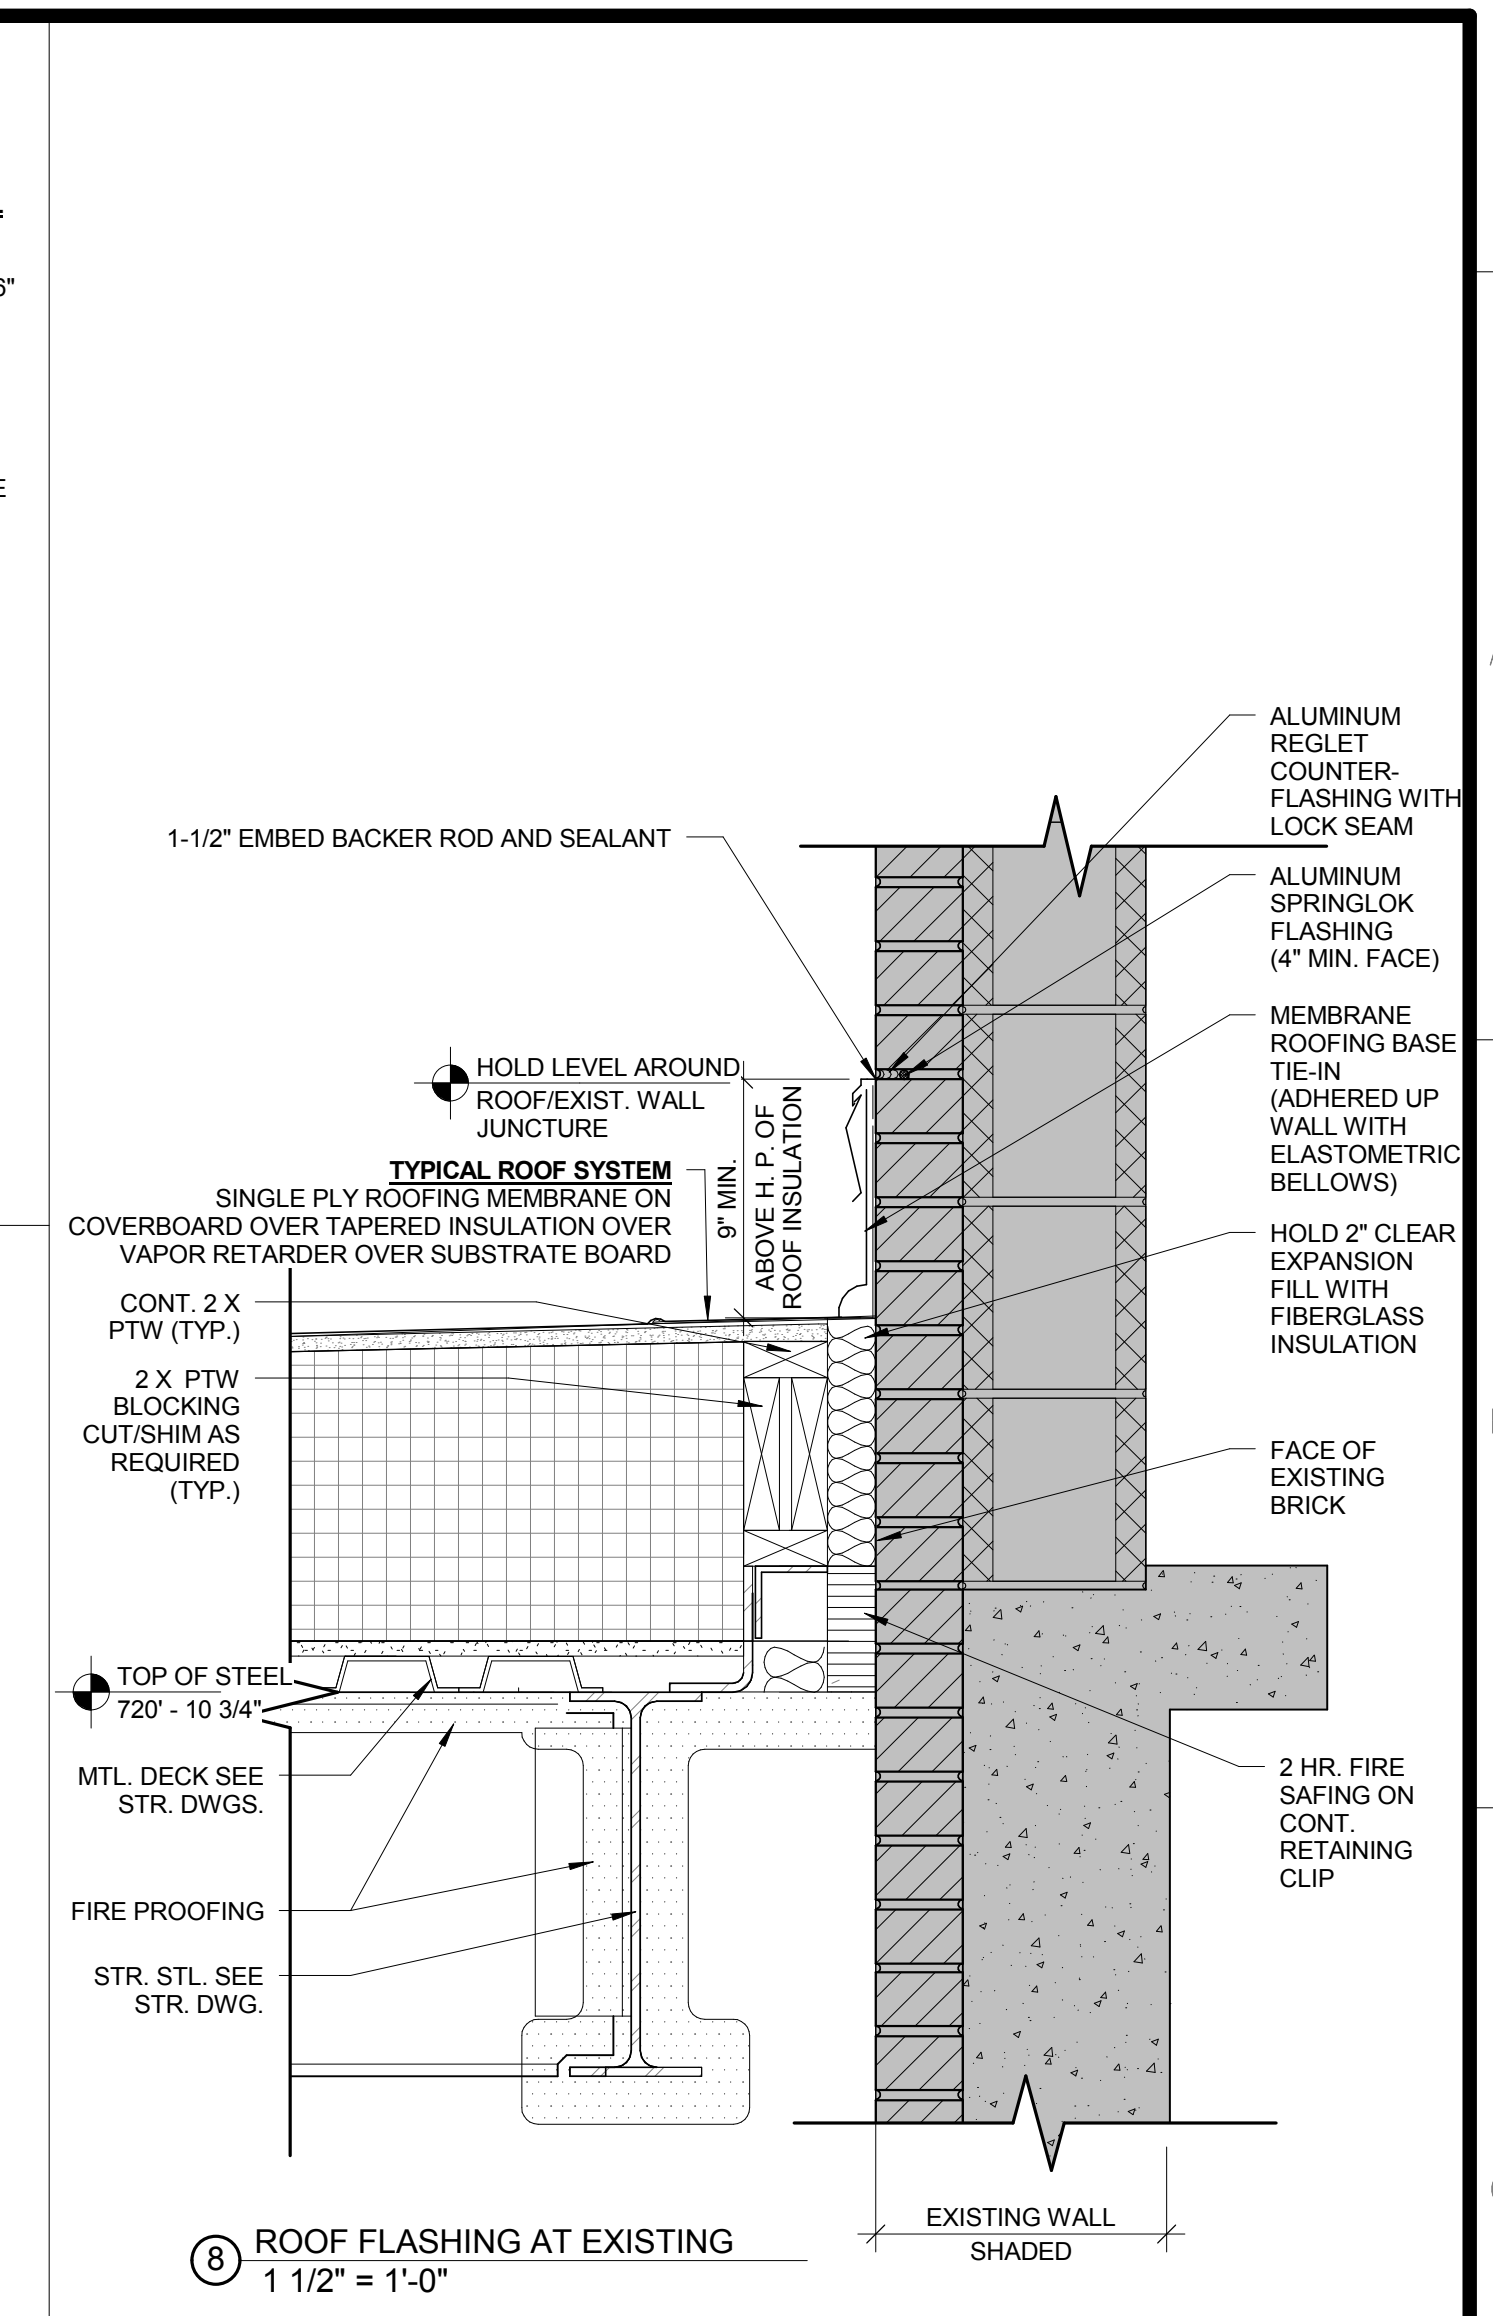 6"
E
ALUMINUM
REGLET
COUNTER-
FLASHING WITH
LOCK SEAM
1-1/2" EMBED BACKER ROD AND SEALANT
ALUMINUM
SPRINGLOK
FLASHING
(4" MIN. FACE)
MEMBRANE
ROOFING BASE
TIE-IN
(ADHERED UP
WALL WITH
ELASTOMETRIC
BELLOWS)
HOLD LEVEL AROUND
ROOF/EXIST. WALL
JUNCTURE
9" MIN.
ABOVE H. P. OF
ROOF INSULATION
TYPICAL ROOF SYSTEM
SINGLE PLY ROOFING MEMBRANE ON
COVERBOARD OVER TAPERED INSULATION OVER
VAPOR RETARDER OVER SUBSTRATE BOARD
HOLD 2" CLEAR
EXPANSION
FILL WITH
FIBERGLASS
INSULATION
CONT. 2 X
PTW (TYP.)
2 X PTW
BLOCKING
CUT/SHIM AS
REQUIRED
(TYP.)
FACE OF
EXISTING
BRICK
TOP OF STEEL
720' - 10 3/4"
MTL. DECK SEE
STR. DWGS.
2 HR. FIRE
SAFING ON
CONT.
RETAINING
CLIP
FIRE PROOFING
STR. STL. SEE
STR. DWG.
EXISTING WALL
SHADED
8
ROOF FLASHING AT EXISTING
1 1/2" = 1'-0"